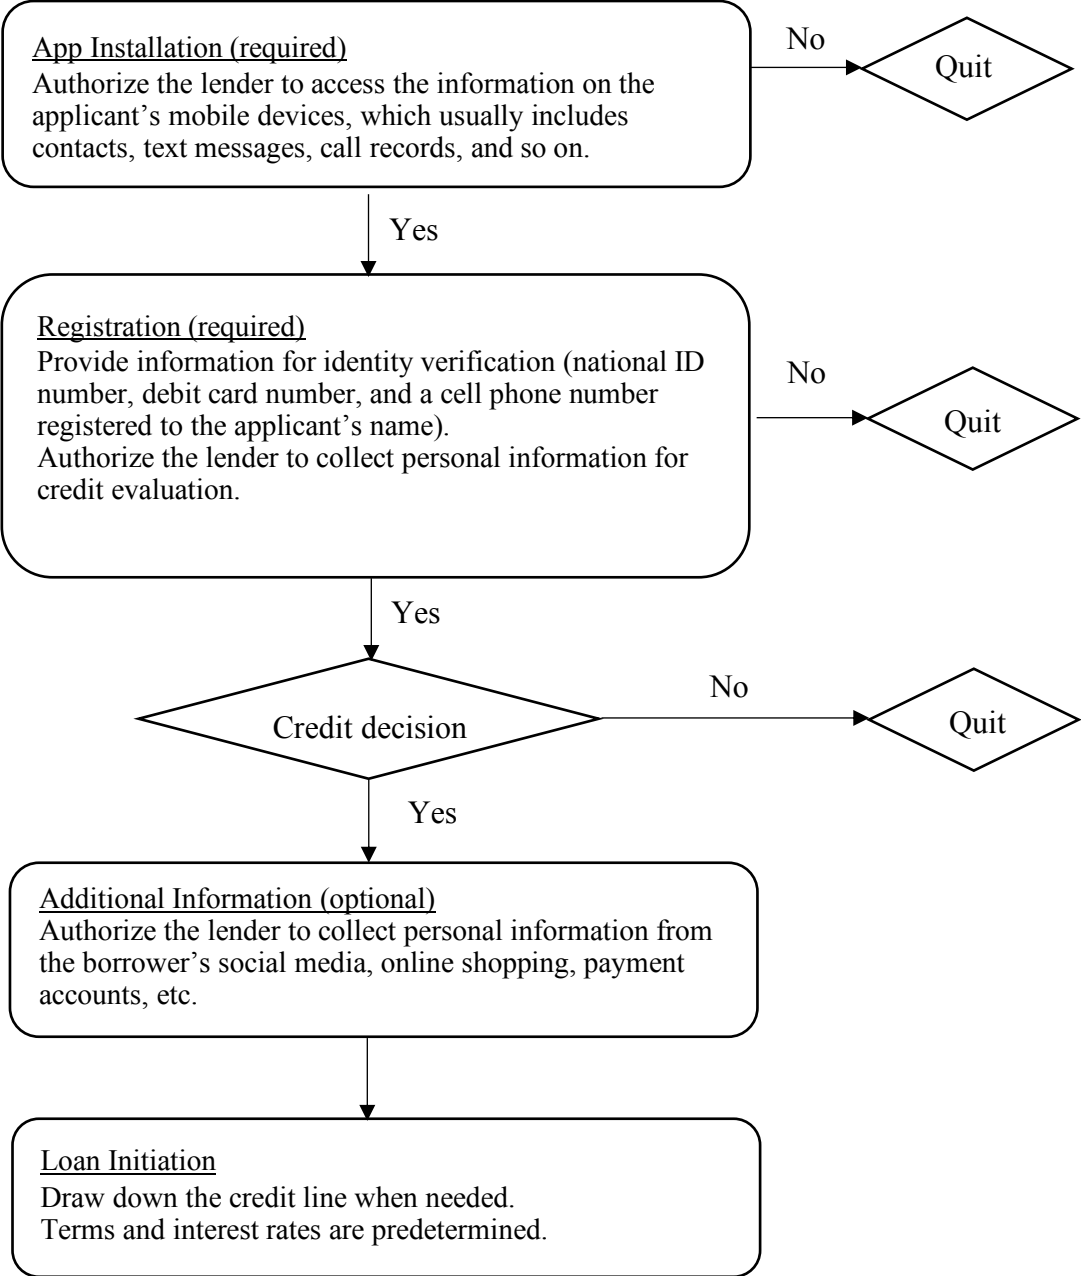 App Installation (required)
Authorize the lender to access the information on the
applicant’s mobile devices, which usually includes
contacts, text messages, call records, and so on.
No
Quit
Yes
Registration (required)
Provide information for identity verification (national ID
number, debit card number, and a cell phone number
registered to the applicant’s name).
Authorize the lender to collect personal information for
credit evaluation.
No
Quit
Yes
Credit decision
No
Quit
Yes
Additional Information (optional)
Authorize the lender to collect personal information from
the borrower’s social media, online shopping, payment
accounts, etc.
Loan Initiation
Draw down the credit line when needed.
Terms and interest rates are predetermined.